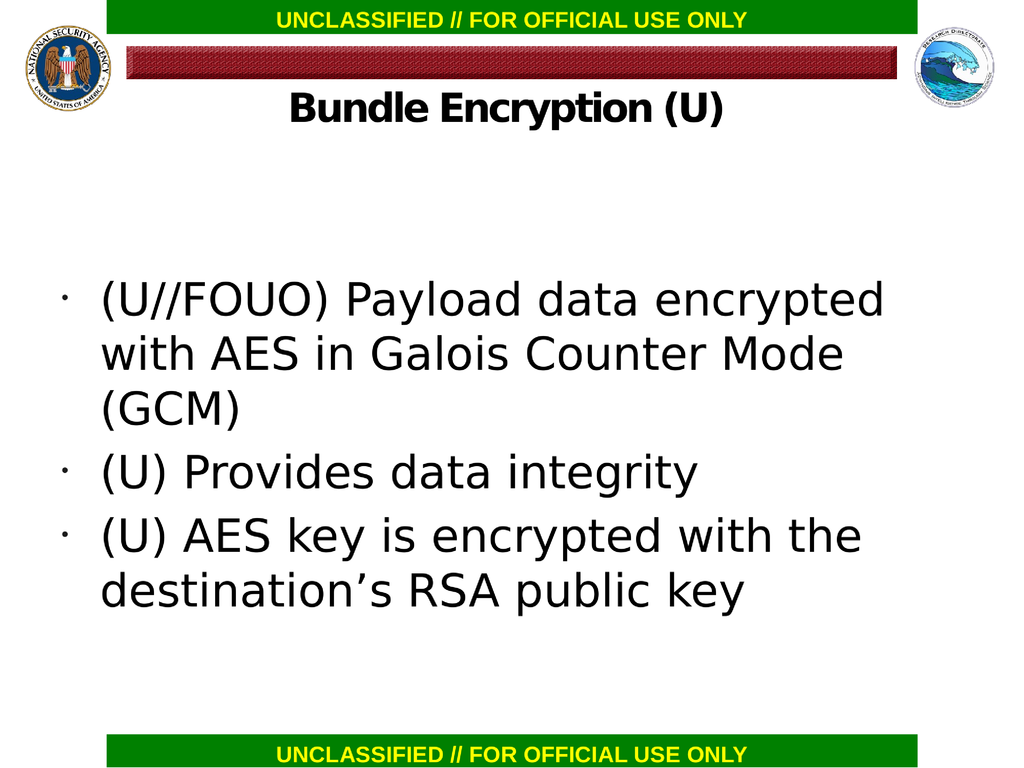 UNCLASSIFIED // FOR OFFICIAL USE ONLY
NATIONAL SECURITY AGENCY
UNITED STATES OF AMERICA
RESEARCH DIRECTORATE
Bundle Encryption (U)
· (U//FOUO) Payload data encrypted
with AES in Galois Counter Mode
(GCM)
· (U) Provides data integrity
· (U) AES key is encrypted with the
destination’s RSA public key
UNCLASSIFIED // FOR OFFICIAL USE ONLY